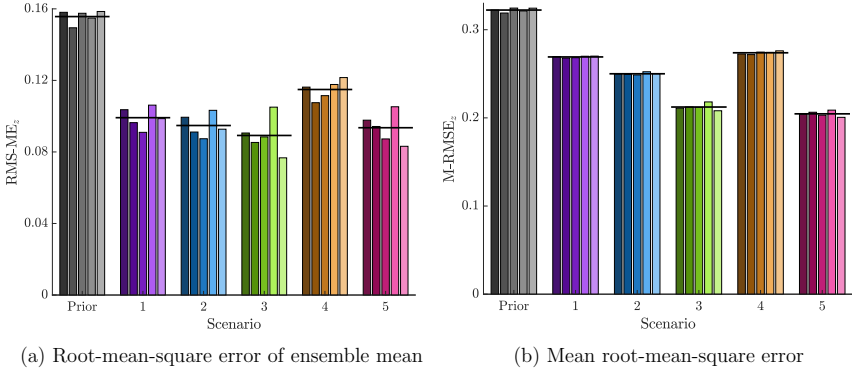 0.16
0.12
0.08
0.04
0
RMS-ME_z
Prior 1 2 3 4 5
Scenario
(a) Root-mean-square error of ensemble mean
0.3
0.2
0.1
0
M-RMSE_z
Prior 1 2 3 4 5
Scenario
(b) Mean root-mean-square error